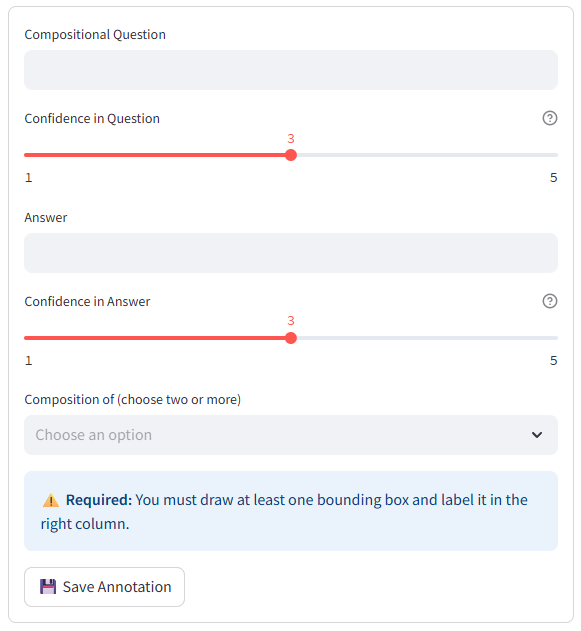 Compositional Question
Confidence in Question
3
1 5
Answer
Confidence in Answer
3
1 5
Composition of (choose two or more)
Choose an option
⚠️ Required: You must draw at least one bounding box and label it in the
right column.
💾 Save Annotation